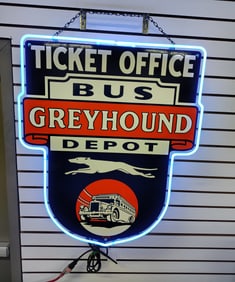 TICKET OFFICE
BUS
GREYHOUND
DEPOT